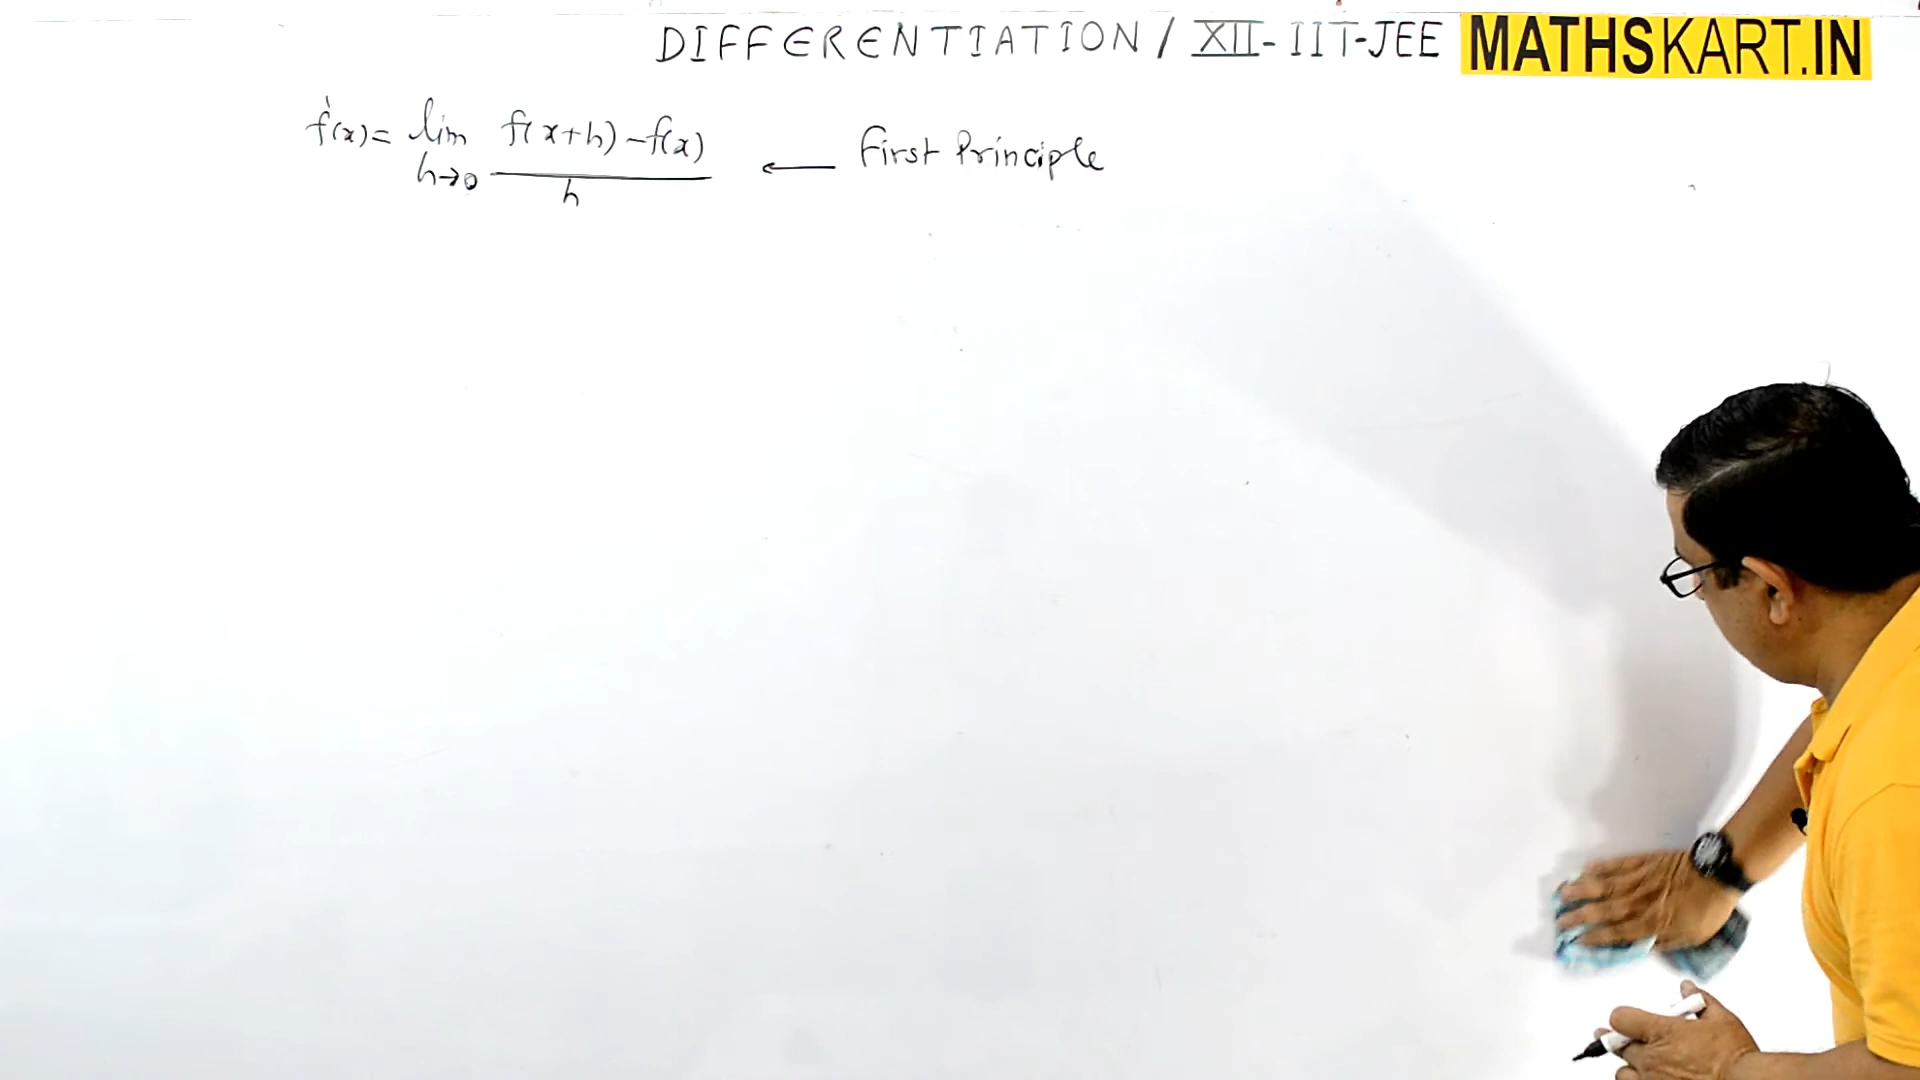 DIFFERENTIATION / XII - IIT-JEE MATHSKART.IN
f'(x) = lim h→0 f(x+h) - f(x) / h ← First Principle